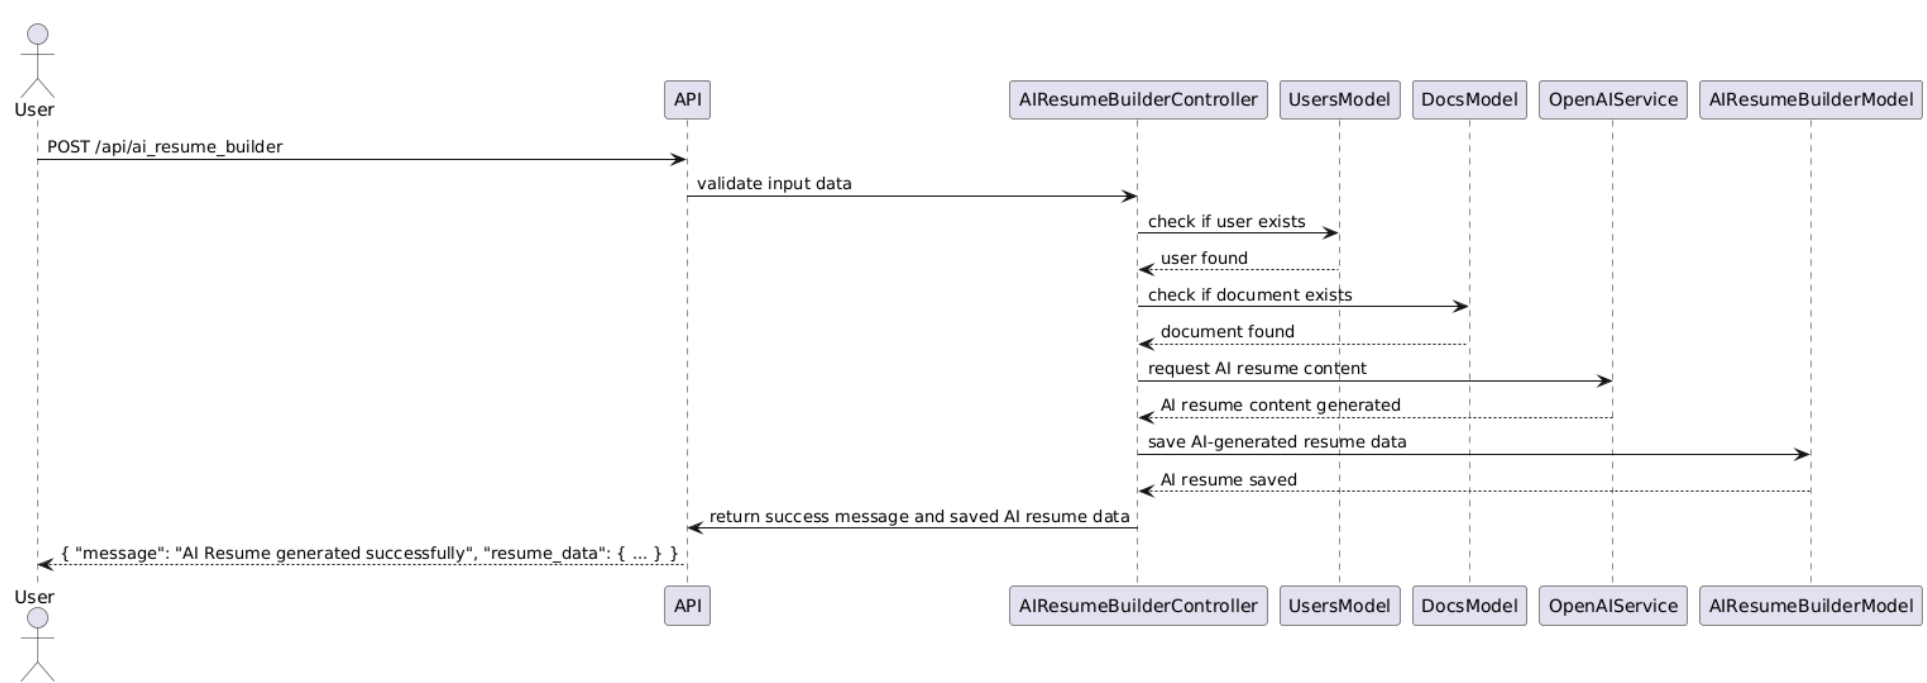 User
API
AIResumeBuilderController
UsersModel
DocsModel
OpenAIService
AIResumeBuilderModel
POST /api/ai_resume_builder
validate input data
check if user exists
user found
check if document exists
document found
request AI resume content
AI resume content generated
save AI-generated resume data
AI resume saved
return success message and saved AI resume data
{ "message": "AI Resume generated successfully", "resume_data": { ... } }
User
API
AIResumeBuilderController
UsersModel
DocsModel
OpenAIService
AIResumeBuilderModel